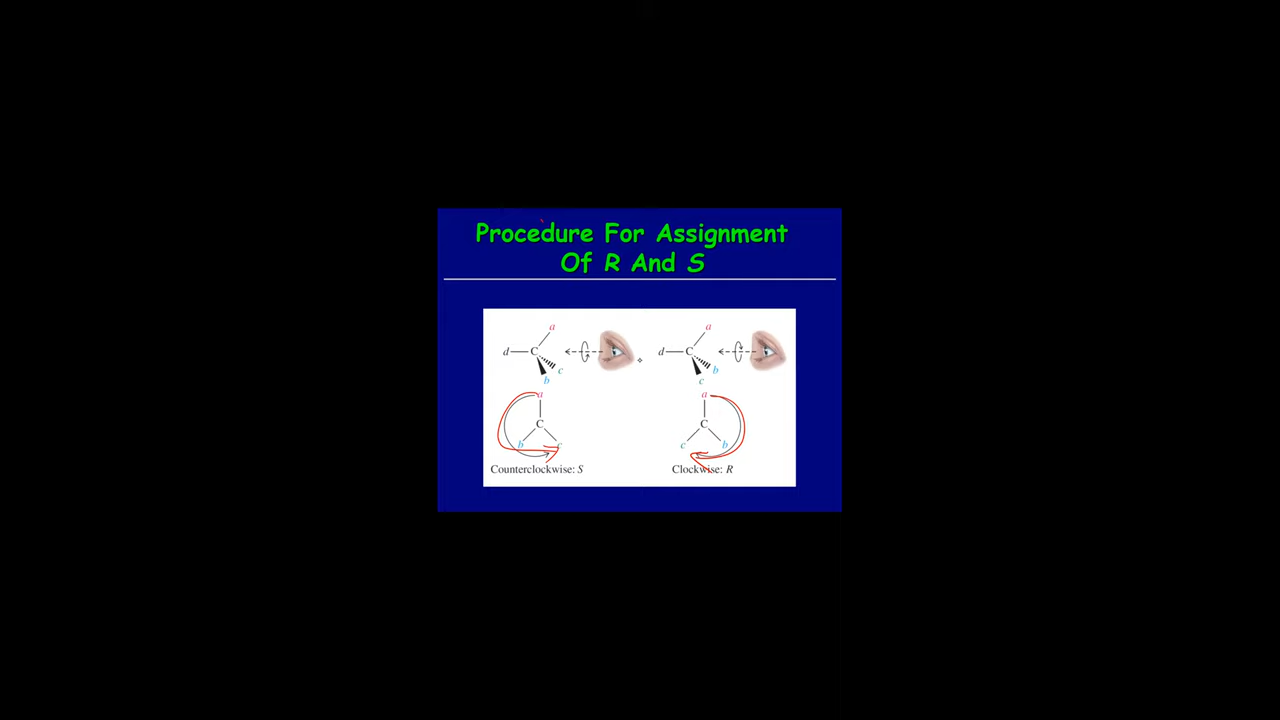 Procedure For Assignment
Of R And S
a
d C
c
b
a
C
b c
Counterclockwise: S
a
d C
b
c
a
C
c b
Clockwise: R